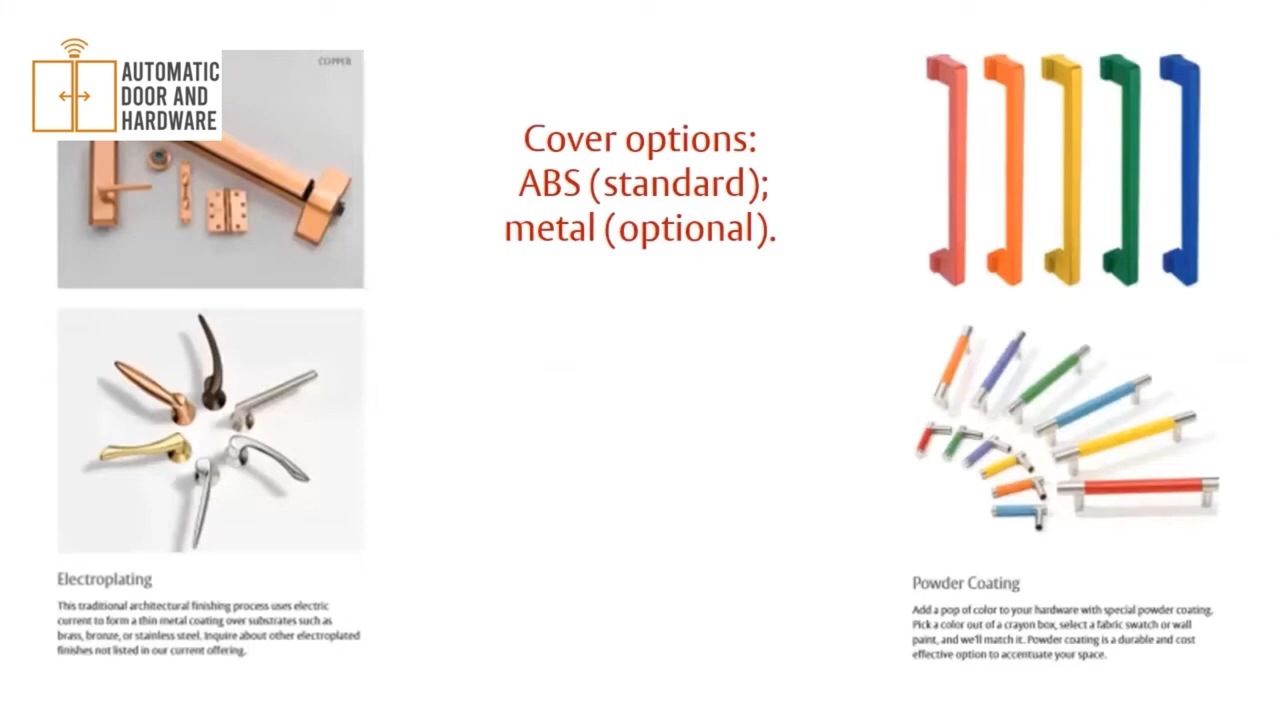 AUTOMATIC
DOOR AND
HARDWARE
COPPER
Cover options:
ABS (standard);
metal (optional).
Electroplating
This traditional architectural finishing process uses electric
current to form a thin metal coating over substrates such as
brass, bronze, or stainless steel. Inquire about other electroplated
finishes not listed in our current offering.
Powder Coating
Add a pop of color to your hardware with special powder coating.
Pick a color out of a crayon box, select a fabric swatch or wall
paint, and we'll match it. Powder coating is a durable and cost
effective option to accentuate your space.